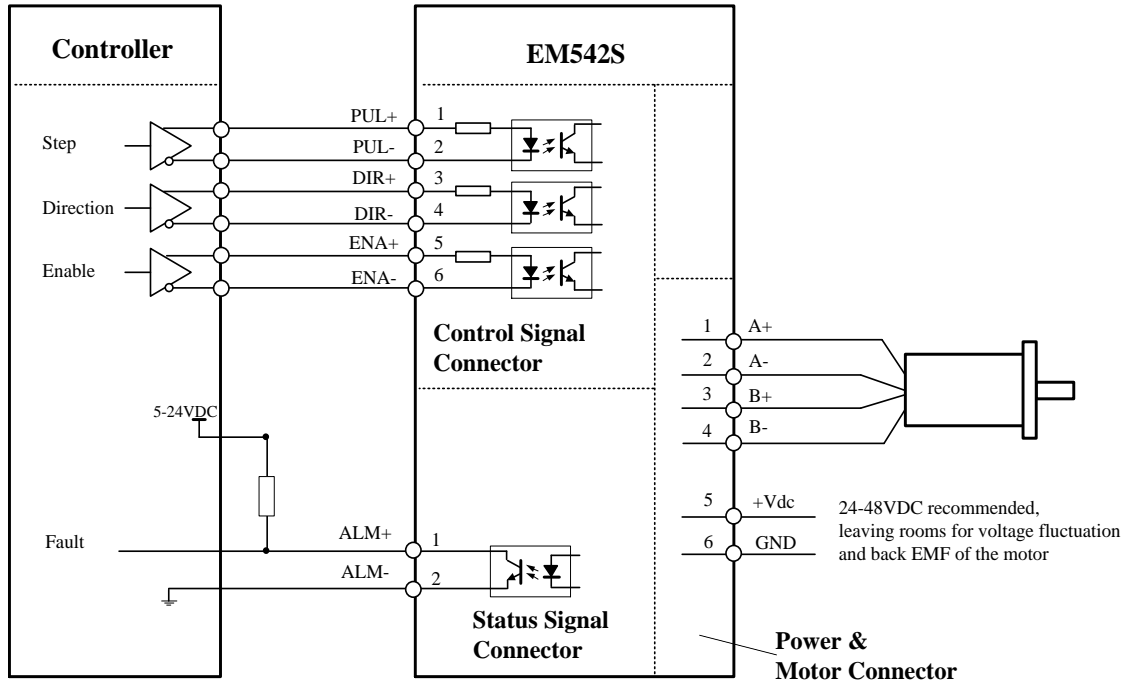 Controller
EM542S
Step
PUL+
1
PUL-
2
Direction
DIR+
3
DIR-
4
Enable
ENA+
5
ENA-
6
Control Signal
Connector
1
A+
2
A-
3
B+
4
B-
5
+Vdc
6
GND
24-48VDC recommended,
leaving rooms for voltage fluctuation
and back EMF of the motor
5-24VDC
Fault
ALM+
1
ALM-
2
Status Signal
Connector
Power &
Motor Connector